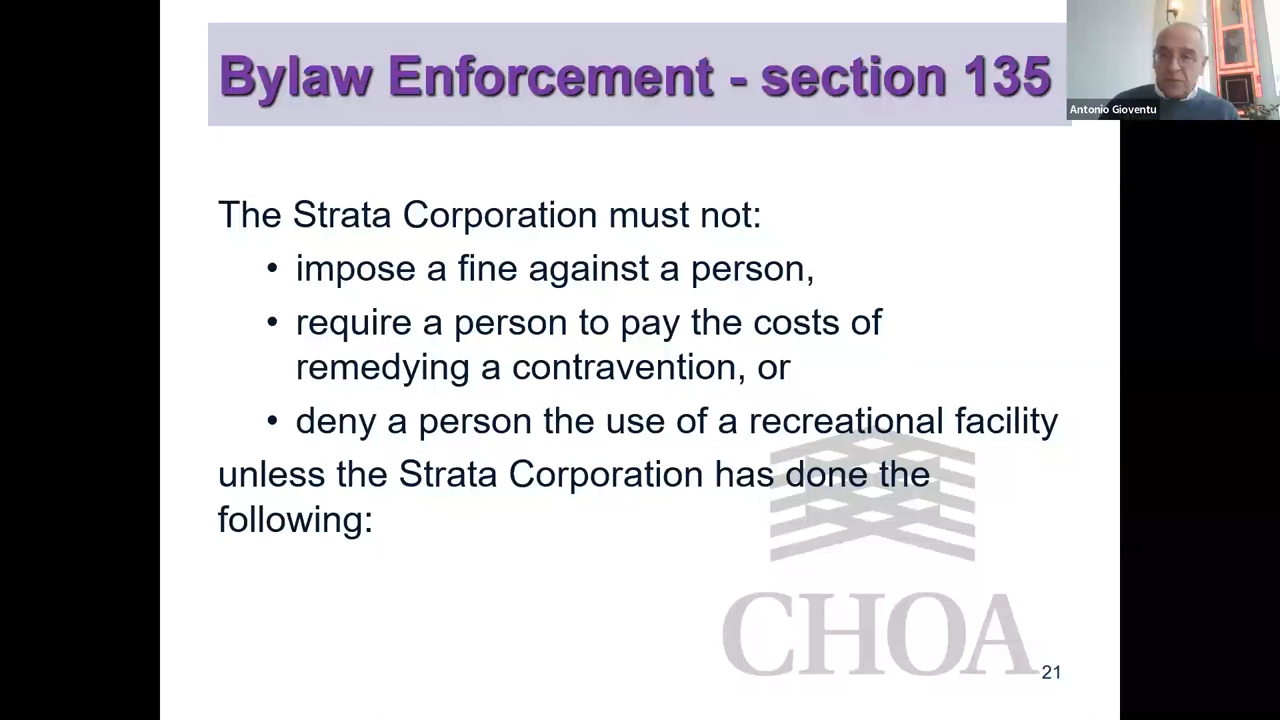 Bylaw Enforcement - section 135
Antonio Gioventu
The Strata Corporation must not:
• impose a fine against a person,
• require a person to pay the costs of
remedying a contravention, or
• deny a person the use of a recreational facility
unless the Strata Corporation has done the
following:
CHOA
21